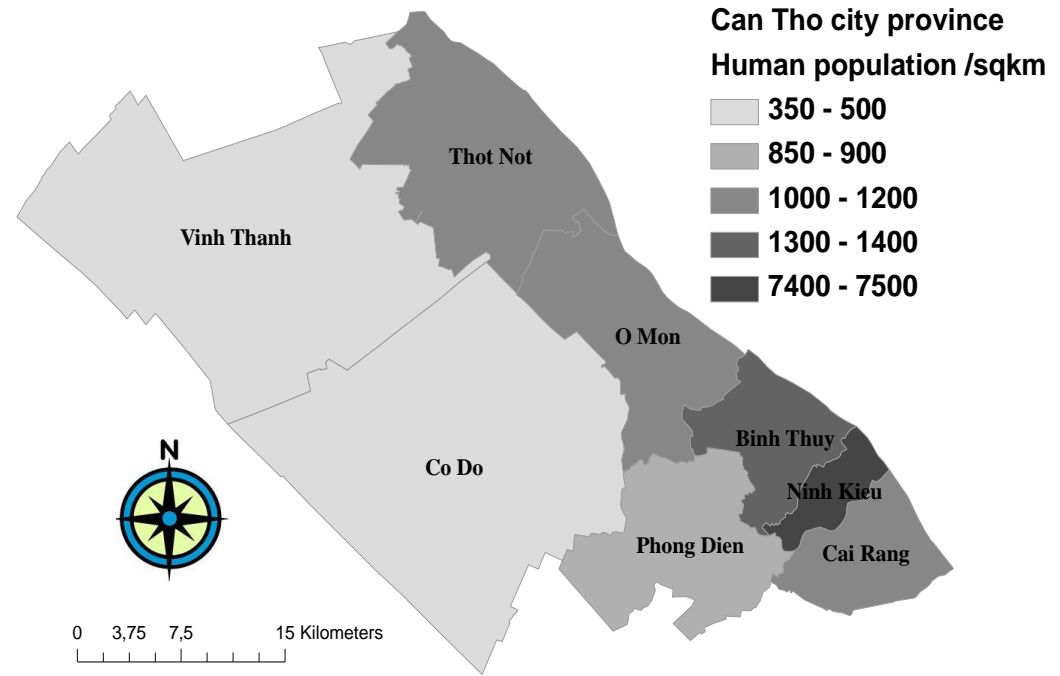 Can Tho city province
Human population /sqkm
350 - 500
850 - 900
1000 - 1200
1300 - 1400
7400 - 7500
Thot Not
Vinh Thanh
O Mon
Binh Thuy
Co Do
Ninh Kieu
Phong Dien
Cai Rang
N
0 3,75 7,5 15 Kilometers